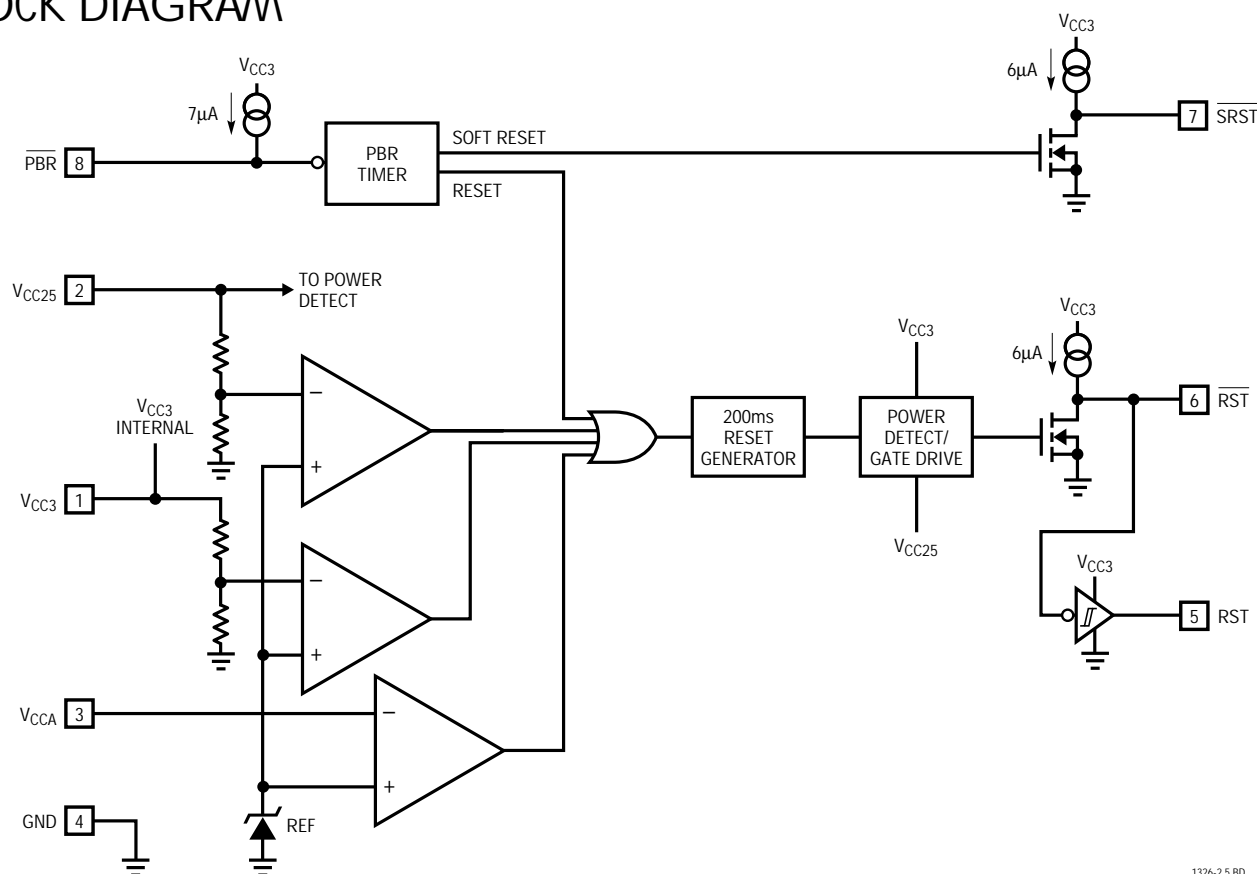 OCK DIAGRAM
VCC3
7µA
PBR
8
PBR
TIMER
SOFT RESET
RESET
VCC3
6µA
7
SRST
VCC25
2
TO POWER
DETECT
VCC3
INTERNAL
VCC3
1
−
+
−
+
VCCA
3
−
+
GND
4
REF
200ms
RESET
GENERATOR
VCC3
POWER
DETECT/
GATE DRIVE
VCC25
VCC3
6µA
6
RST
VCC3
5
RST
1326-2.5 BD